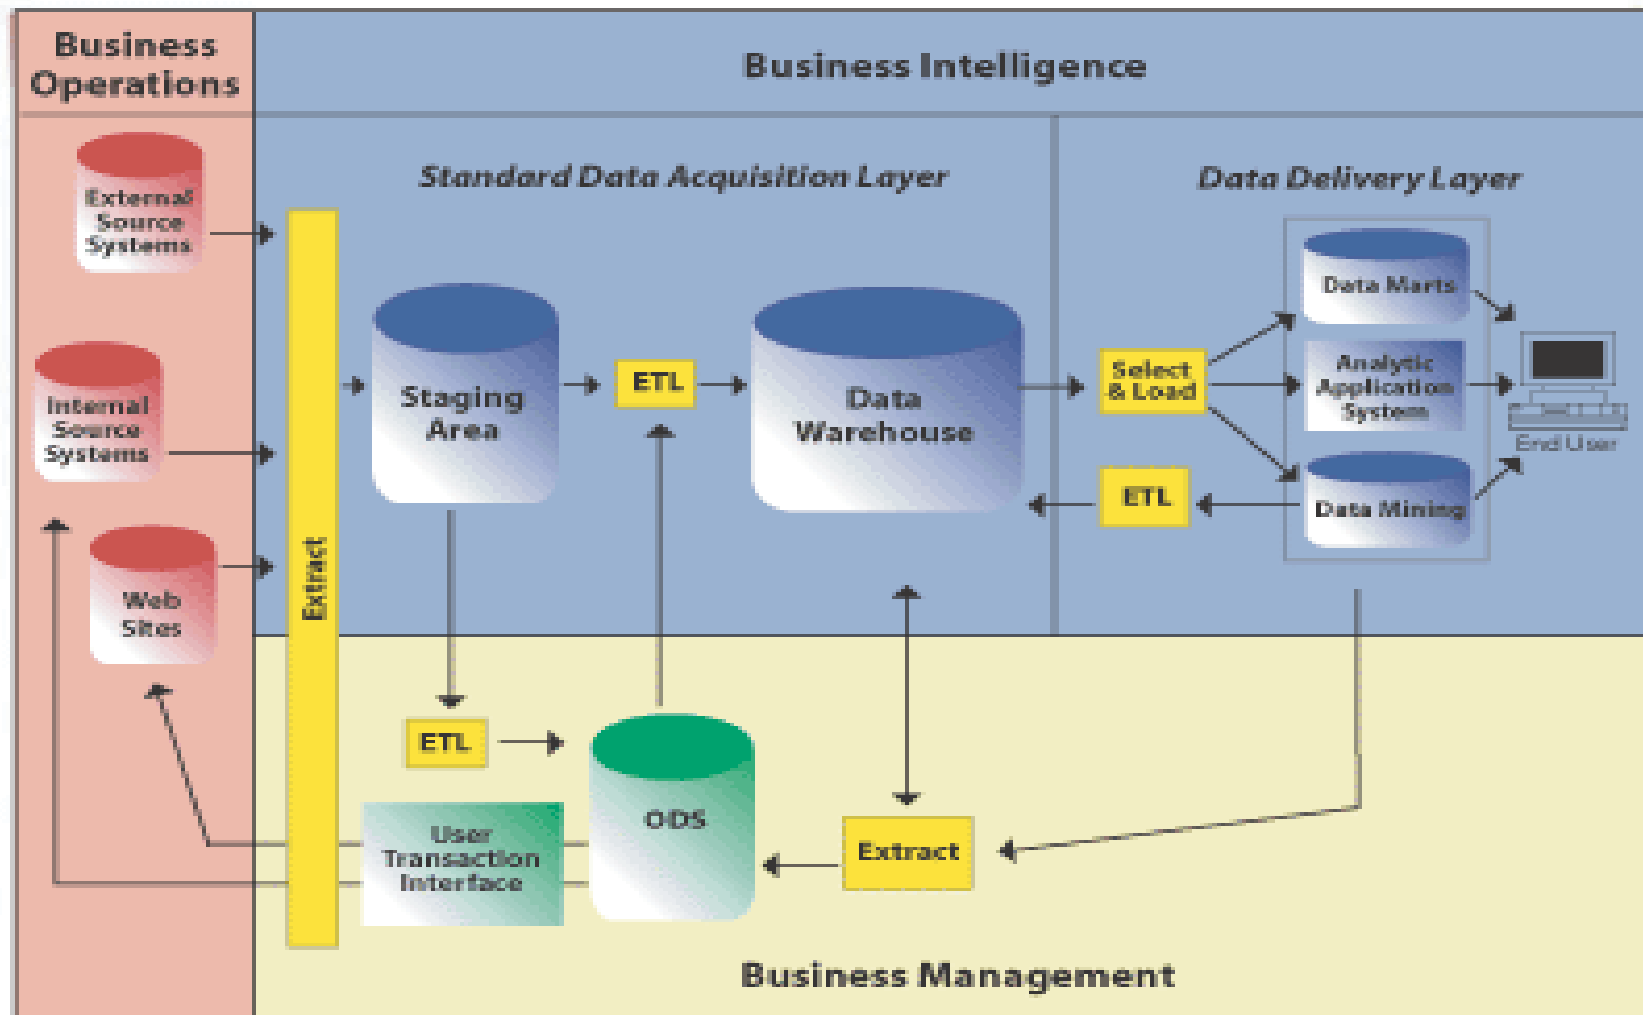 Business
Operations
Business Intelligence
Standard Data Acquisition Layer
Data Delivery Layer
External
Source
Systems
Internal
Source
Systems
Web
Sites
Extract
Staging
Area
ETL
Data
Warehouse
Select
& Load
ETL
Data Marts
Analytic
Application
System
Data Mining
End User
ETL
User
Transaction
Interface
ODS
Extract
Business Management